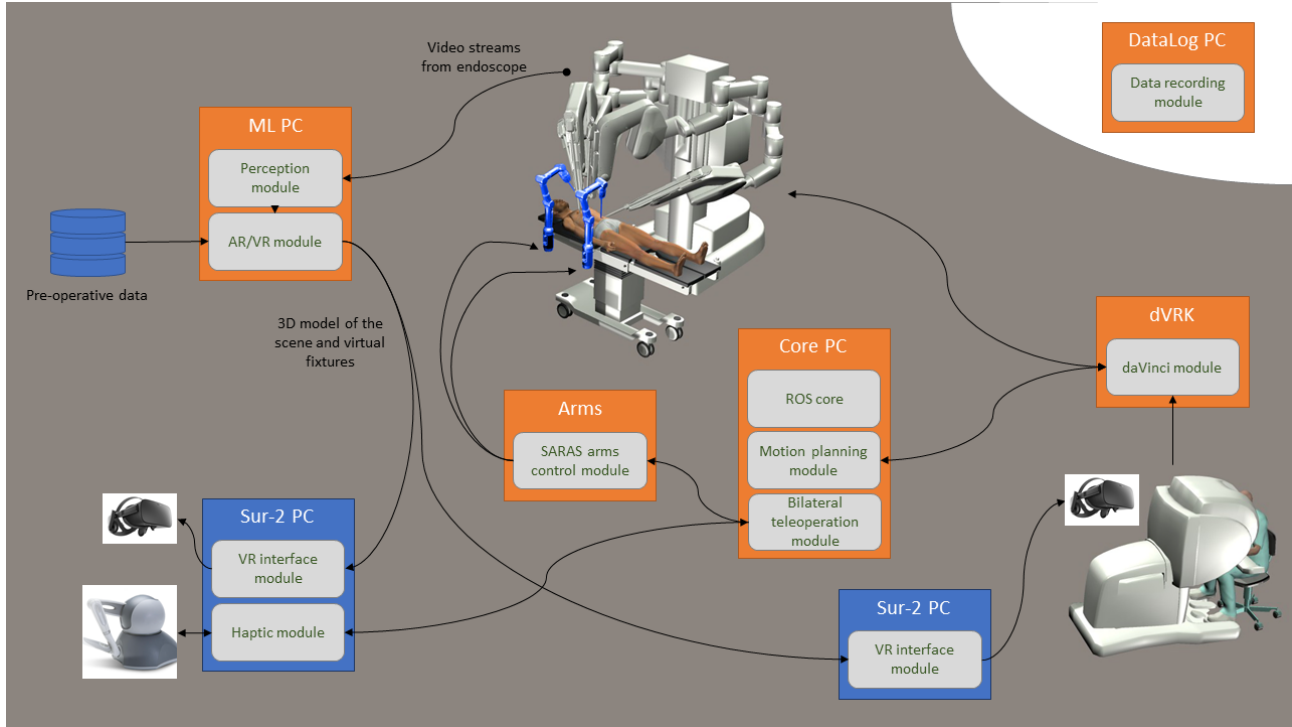 Video streams
from endoscope
DataLog PC
Data recording
module
ML PC
Perception
module
AR/VR module
Pre-operative data
3D model of the
scene and virtual
fixtures
dVRK
daVinci module
Core PC
ROS core
Motion planning
module
Bilateral
teleoperation
module
Arms
SARAS arms
control module
Sur-2 PC
VR interface
module
Haptic module
Sur-2 PC
VR interface
module